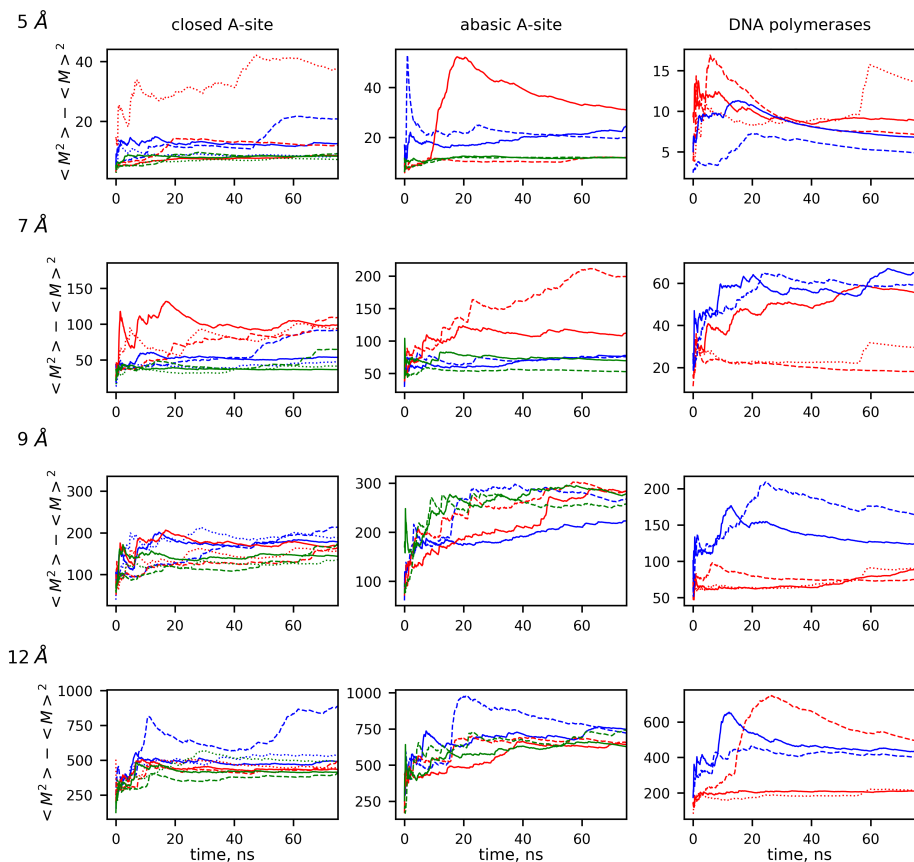 5 Å
closed A-site
abasic A-site
DNA polymerases
< M² > − < M > ²
40
20
0 20 40 60
40
20
0 20 40 60
15
10
5
0 20 40 60
7 Å
< M² > − < M > ²
150
100
50
0 20 40 60
200
150
100
50
0 20 40 60
60
40
20
0 20 40 60
9 Å
< M² > − < M > ²
300
200
100
0 20 40 60
300
200
100
0 20 40 60
200
150
100
50
0 20 40 60
12 Å
< M² > − < M > ²
1000
750
500
250
0 20 40 60
time, ns
1000
750
500
250
0 20 40 60
time, ns
600
400
200
0 20 40 60
time, ns